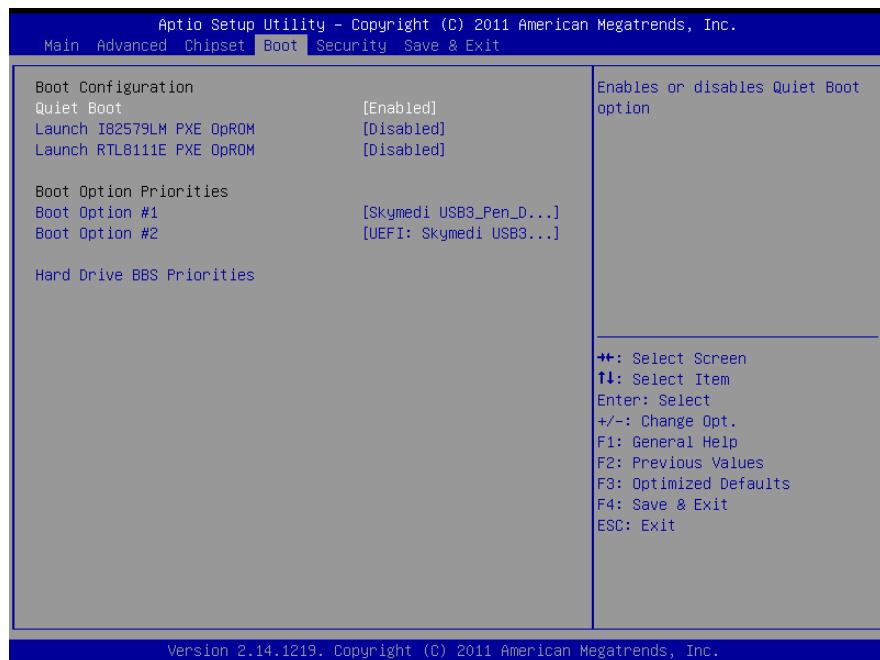 Aptio Setup Utility – Copyright (C) 2011 American Megatrends, Inc.
Main Advanced Chipset Boot Security Save & Exit
Boot Configuration
Quiet Boot [Enabled]
Launch I82579LM PXE OpROM [Disabled]
Launch RTL8111E PXE OpROM [Disabled]
Boot Option Priorities
Boot Option #1 [Skymedi USB3_Pen_D...]
Boot Option #2 [UEFI: Skymedi USB3...]
Hard Drive BBS Priorities
Enables or disables Quiet Boot
option
→←: Select Screen
↑↓: Select Item
Enter: Select
+/-: Change Opt.
F1: General Help
F2: Previous Values
F3: Optimized Defaults
F4: Save & Exit
ESC: Exit
Version 2.14.1219. Copyright (C) 2011 American Megatrends, Inc.